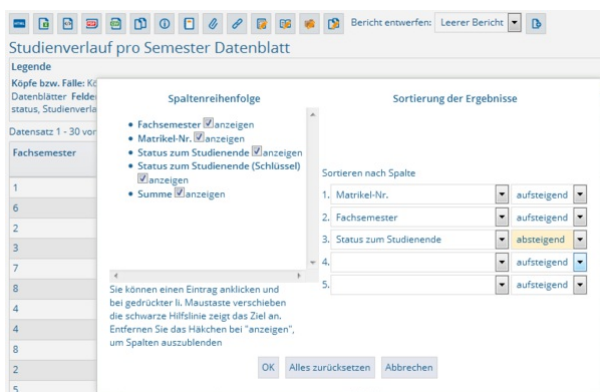 Bericht entwerfen: Leerer Bericht
Studienverlauf pro Semester Datenblatt
Legende
Köpfe bzw. Fälle:
Datenblätter Felde
status, Studienverla
Datensatz 1 - 30 vor
Fachsemester
1
6
2
3
7
8
4
4
8
2
5
Spaltenreihenfolge
Fachsemester anzeigen
Matrikel-Nr. anzeigen
Status zum Studienende anzeigen
Status zum Studienende (Schlüssel)
anzeigen
Summe anzeigen
Sie können einen Eintrag anklicken und
bei gedrückter li. Maustaste verschieben
die schwarze Hilfslinie zeigt das Ziel an.
Entfernen Sie das Häkchen bei "anzeigen",
um Spalten auszublenden
Sortierung der Ergebnisse
Sortieren nach Spalte
1. Matrikel-Nr. aufsteigend
2. Fachsemester aufsteigend
3. Status zum Studienende absteigend
4. aufsteigend
5. aufsteigend
OK Alles zurücksetzen Abbrechen